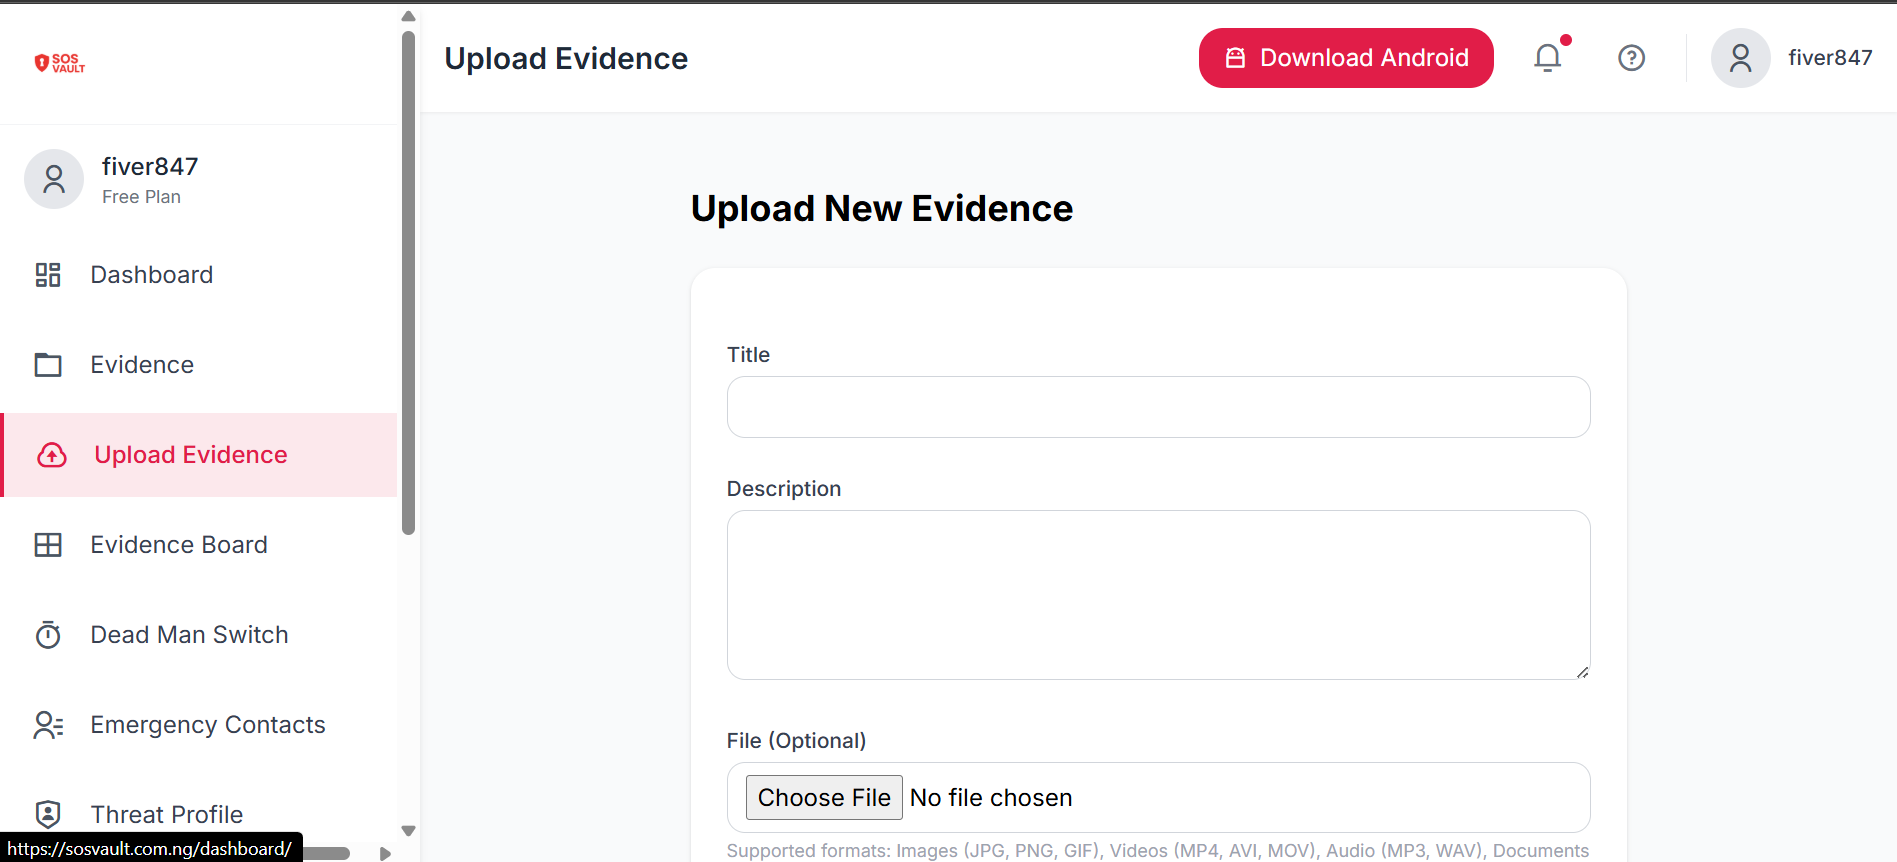 SOS
VAULT
Upload Evidence
Download Android
fiver847
fiver847
Free Plan
Dashboard
Evidence
Upload Evidence
Evidence Board
Dead Man Switch
Emergency Contacts
Threat Profile
https://sosvault.com.ng/dashboard/
Upload New Evidence
Title
Description
File (Optional)
Choose File No file chosen
Supported formats: Images (JPG, PNG, GIF), Videos (MP4, AVI, MOV), Audio (MP3, WAV), Documents